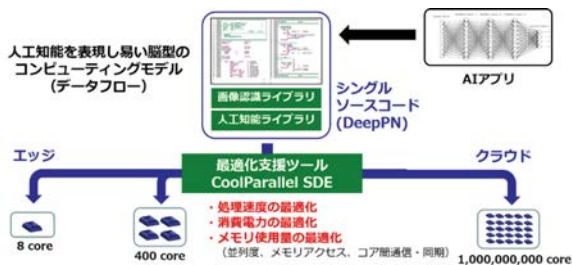 人工知能を表現し易い脳型の
コンピューティングモデル
(データフロー)
画像認識ライブラリ
人工知能ライブラリ
AIアプリ
シングル
ソースコード
(DeepPN)
エッジ
最適化支援ツール
CoolParallel SDE
クラウド
・処理速度の最適化
・消費電力の最適化
・メモリ使用量の最適化
(並列度、メモリアクセス、コア間通信・同期)
8 core
400 core
1,000,000,000 core